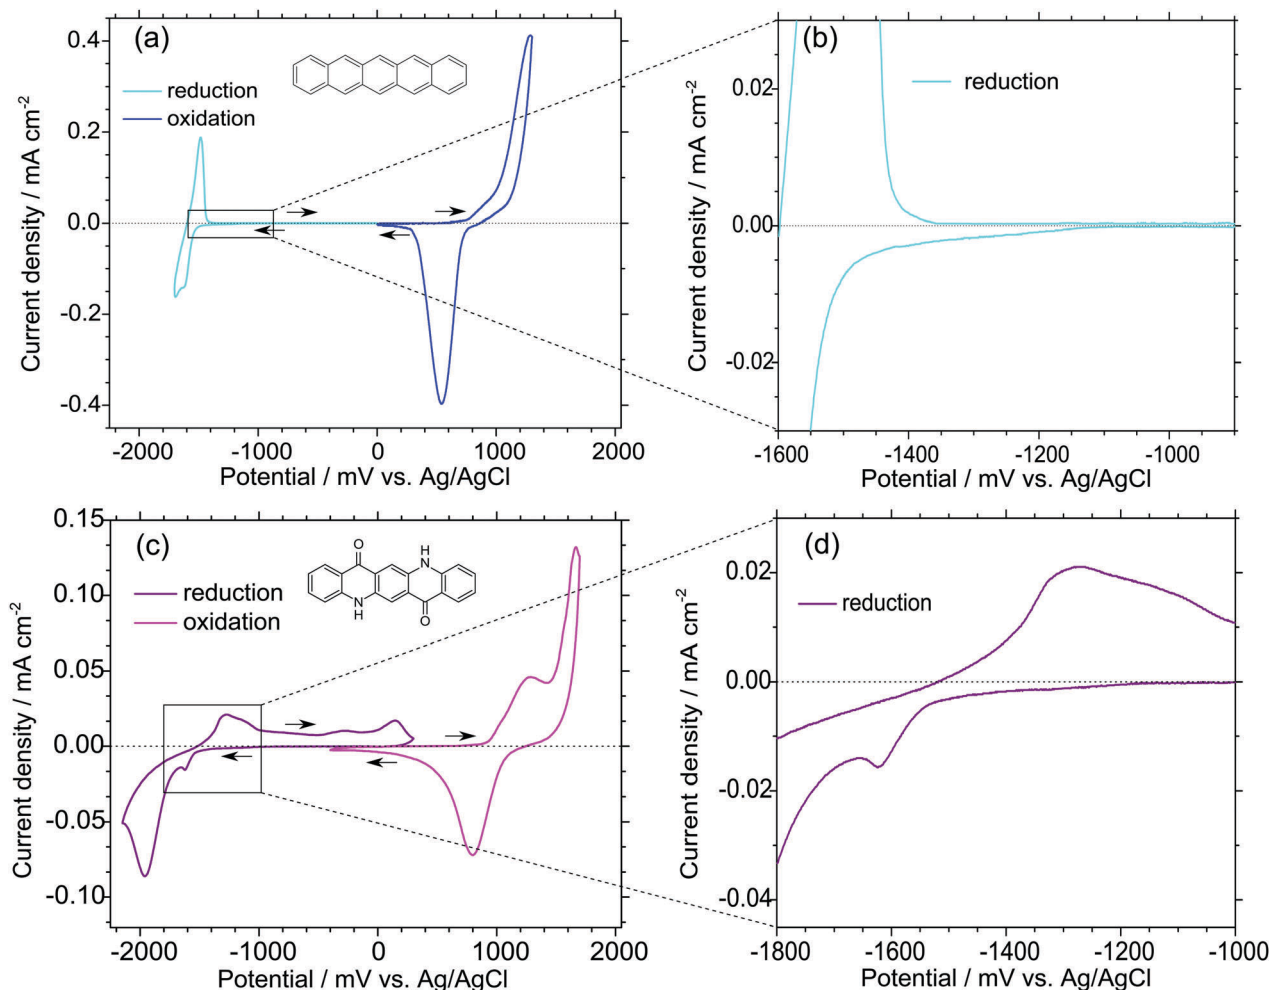 (a)
reduction
oxidation
0.4
0.2
0.0
-0.2
-0.4
Current density / mA cm-2
-2000 -1000 0 1000 2000
Potential / mV vs. Ag/AgCl
(b)
reduction
0.02
0.00
-0.02
Current density / mA cm-2
-1600 -1400 -1200 -1000
Potential / mV vs. Ag/AgCl
(c)
reduction
oxidation
O
H
N
N
H
O
0.15
0.10
0.05
0.00
-0.05
-0.10
Current density / mA cm-2
-2000 -1000 0 1000 2000
Potential / mV vs. Ag/AgCl
(d)
reduction
0.02
0.00
-0.02
-0.04
Current density / mA cm-2
-1800 -1600 -1400 -1200 -1000
Potential / mV vs. Ag/AgCl